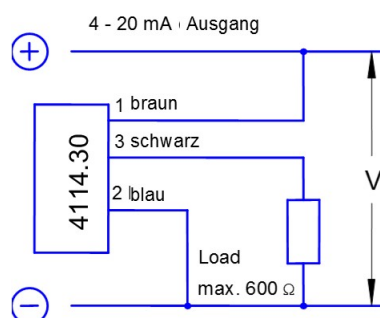 4 - 20 mA Ausgang
+
1 braun
3 schwarz
4114.30
V
2 blau
Load
max. 600 Ω
−